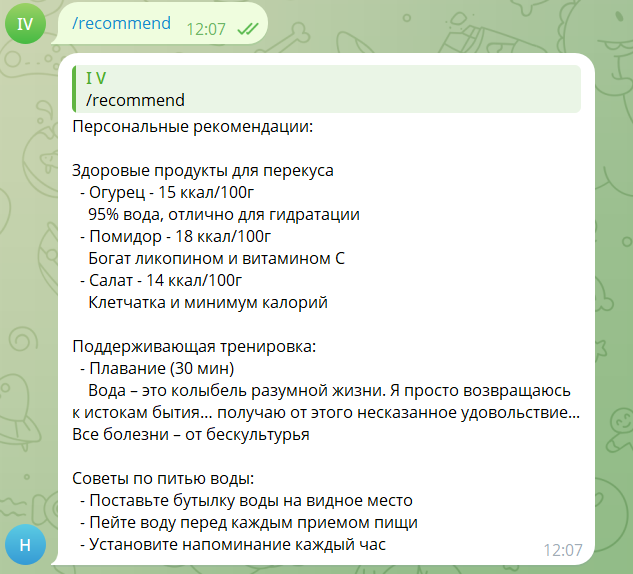 IV
/recommend
12:07
I V
/recommend
Персональные рекомендации:
Здоровые продукты для перекуса
- Огурец - 15 ккал/100г
95% вода, отлично для гидратации
- Помидор - 18 ккал/100г
Богат ликопином и витамином C
- Салат - 14 ккал/100г
Клетчатка и минимум калорий
Поддерживающая тренировка:
- Плавание (30 мин)
Вода – это колыбель разумной жизни. Я просто возвращаюсь
к истокам бытия... получаю от этого несказанное удовольствие...
Все болезни – от бескультурья
Советы по питью воды:
- Поставьте бутылку воды на видное место
- Пейте воду перед каждым приемом пищи
- Установите напоминание каждый час
Н
12:07